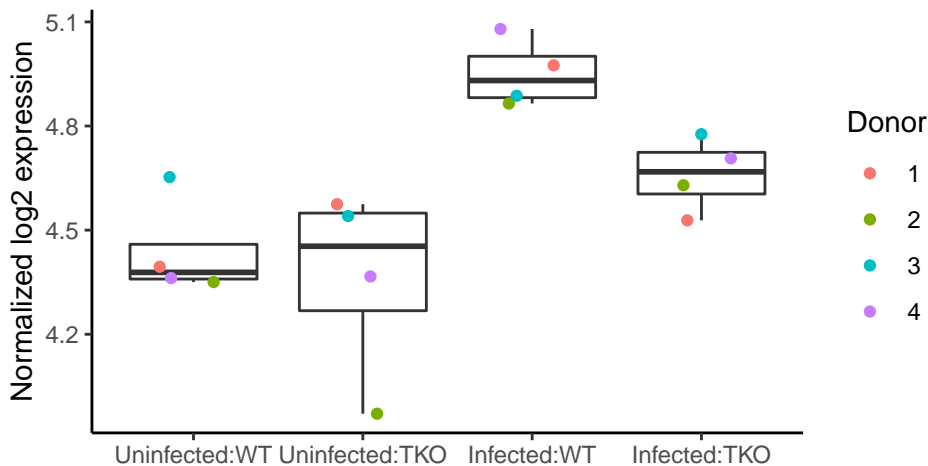 Normalized log2 expression
5.1
4.8
4.5
4.2
Uninfected:WT
Uninfected:TKO
Infected:WT
Infected:TKO
Donor
1
2
3
4